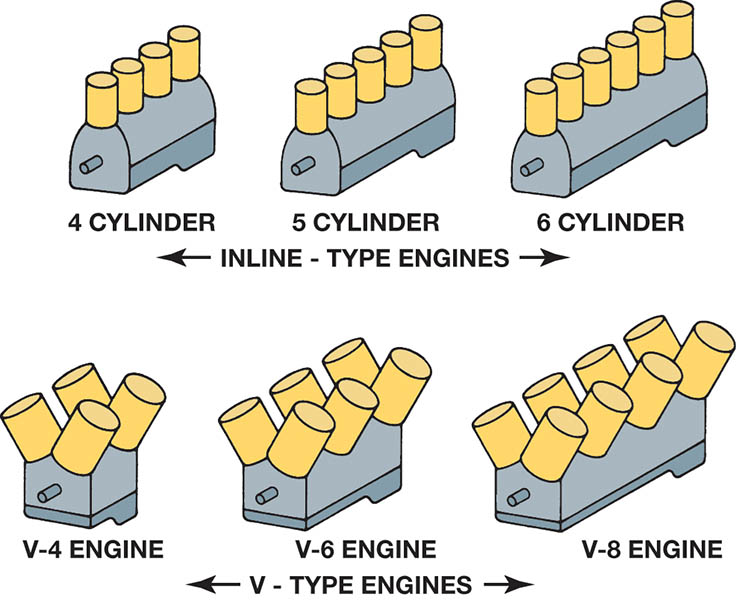 4 CYLINDER 5 CYLINDER 6 CYLINDER
INLINE - TYPE ENGINES
V-4 ENGINE V-6 ENGINE V-8 ENGINE
V - TYPE ENGINES